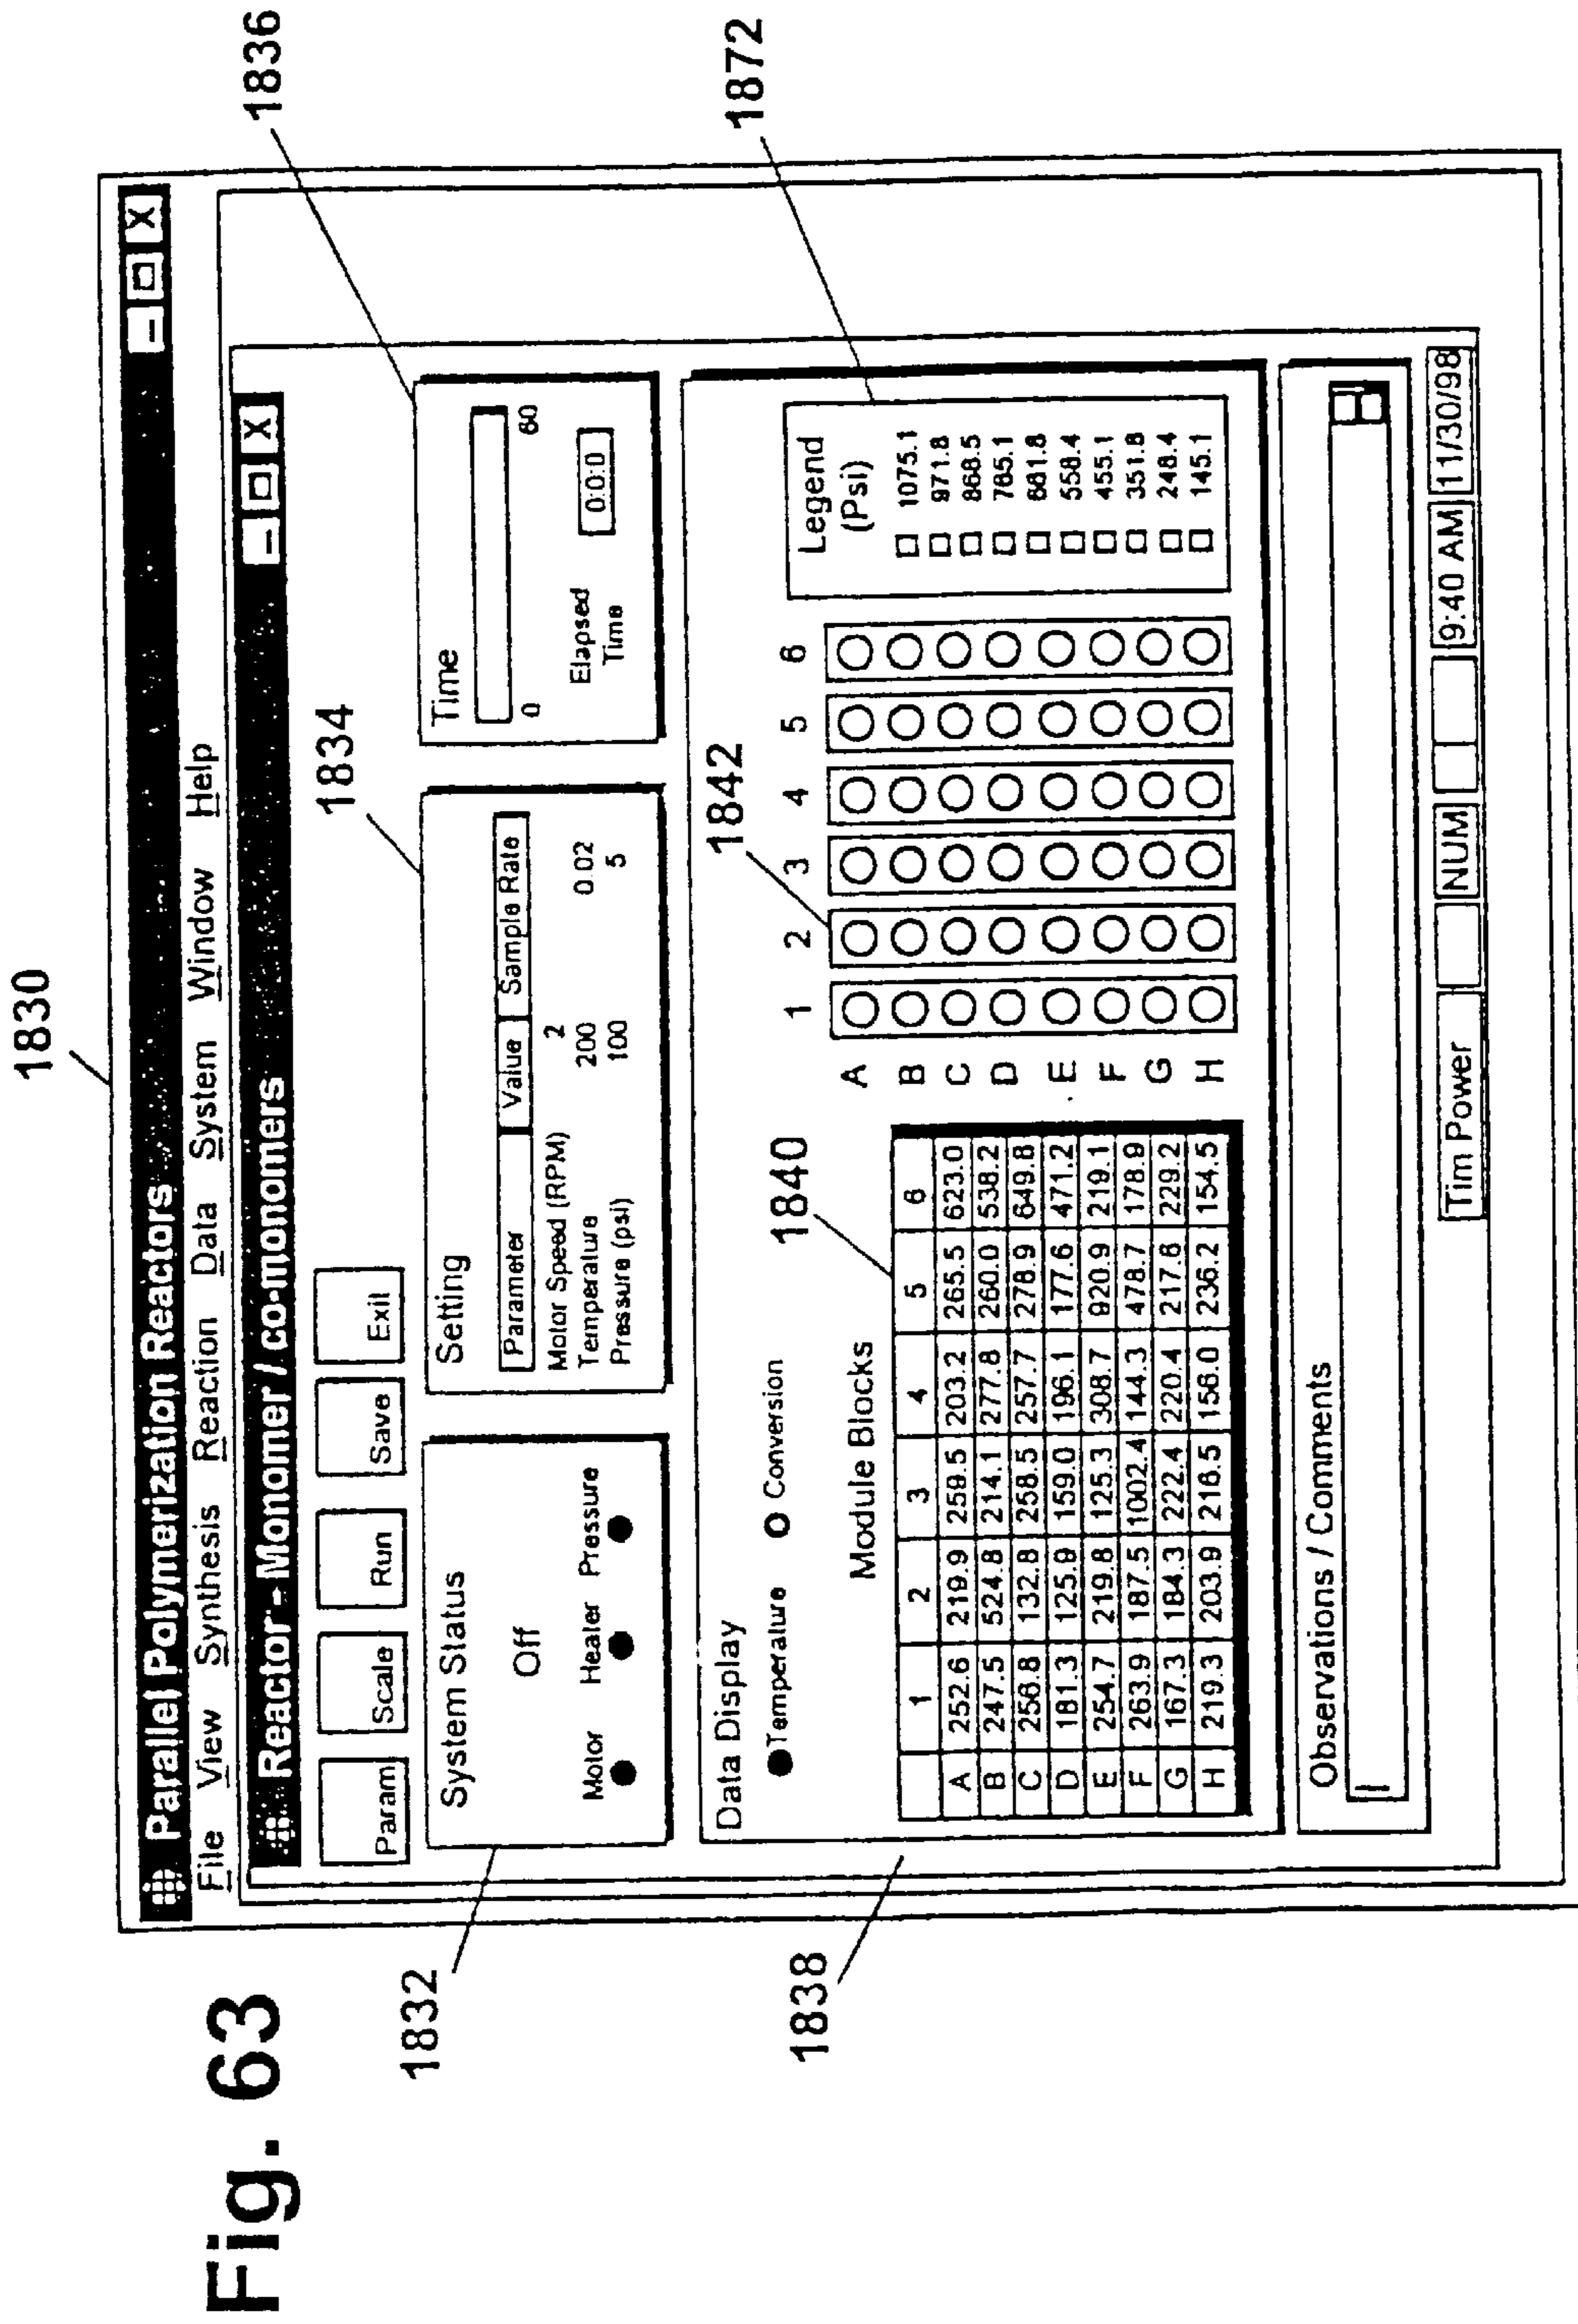 Fig. 63
1830
Parallel Polymerization Reactors
File View Synthesis Reaction Data System Window Help
Reactor - Monomer / co-monomers
Param Scale Run Save Exit
1832
System Status
Off
Motor Heater Pressure
1834
Setting
Parameter Value Sample Rate
Motor Speed (RPM) 2
Temperature 200 0.02
Pressure (psi) 100 5
1836
Time
0 60
Elapsed
Time
0:0:0
1838
Data Display
Temperature Conversion
1840
Module Blocks
1 2 3 4 5 6
A 252.6 219.9 259.5 203.2 265.5 623.0
B 247.5 524.8 214.1 277.8 260.0 538.2
C 256.8 132.8 258.5 257.7 278.9 649.8
D 181.3 125.9 159.0 196.1 177.6 471.2
E 254.7 219.8 125.3 308.7 920.9 219.1
F 263.9 187.5 1002.4 144.3 478.7 178.9
G 167.3 184.3 222.4 220.4 217.8 229.2
H 219.3 203.9 216.5 156.0 236.2 154.5
1842
1 2 3 4 5 6
A
B
C
D
E
F
G
H
1872
Legend
(Psi)
1075.1
971.8
868.5
765.1
661.8
558.4
455.1
351.8
248.4
145.1
Observations / Comments
Tim Power NUM 9:40 AM 11/30/98